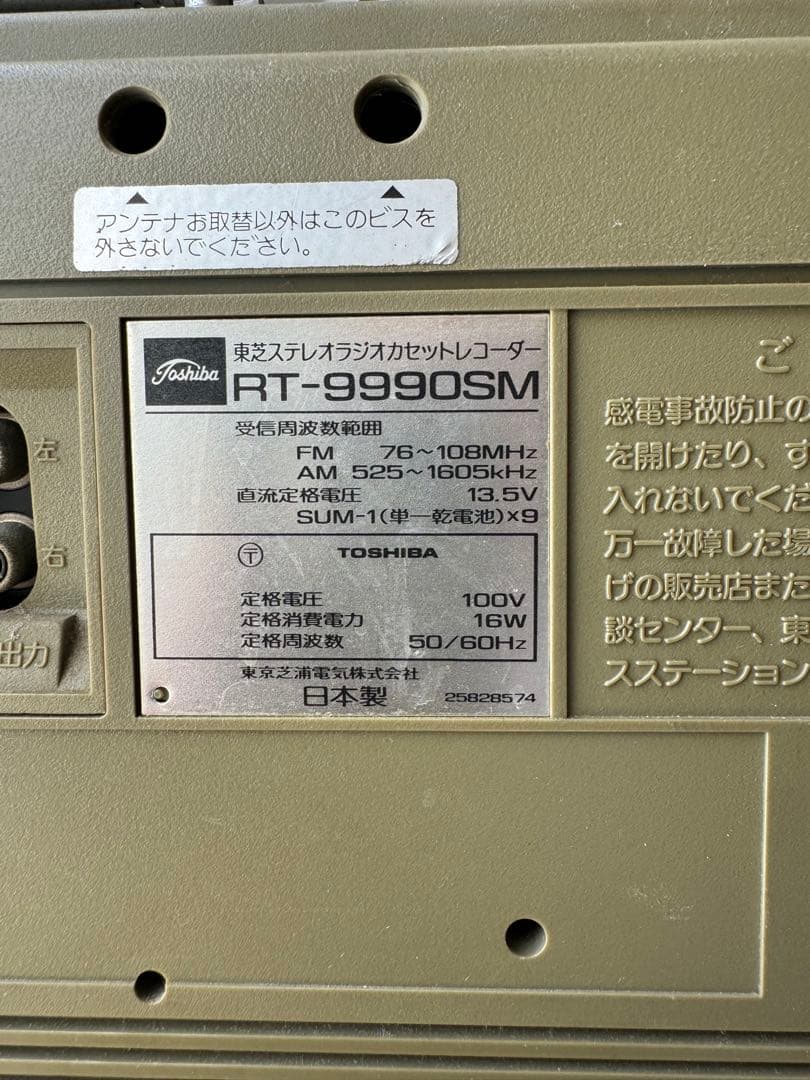 アンテナお取替以外はこのビスを
外さないでください。
Toshiba
東芝ステレオラジオカセットレコーダー
RT-9990SM
受信周波数範囲
FM 76～108MHz
AM 525～1605kHz
直流定格電圧 13.5V
SUM-1(単一乾電池)×9
〒 TOSHIBA
定格電圧 100V
定格消費電力 16W
定格周波数 50/60Hz
東京芝浦電気株式会社
日本製 25828574
左
右
出力
ご
感電事故防止の
を開けたり、す
入れないでくだ
万一故障した場
げの販売店また
談センター、東
スステーション